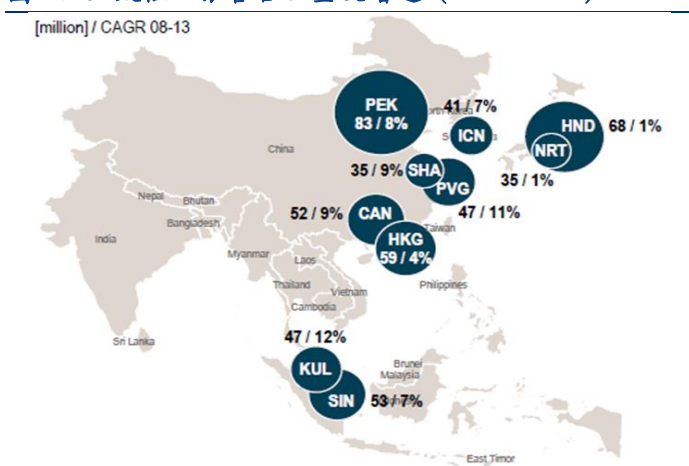 [million] / CAGR 08-13
PEK
83 / 8%
41 / 7%
ICN
HND
68 / 1%
NRT
35 / 1%
China
35 / 9%
SHA
PVG
47 / 11%
Nepal
Bhutan
52 / 9%
CAN
Bangladesh
Taiwan
India
HKG
59 / 4%
Myanmar
Laos
Thailand
Vietnam
Philippines
Cambodia
Sri Lanka
47 / 12%
KUL
Brunei
Malaysia
SIN
53 / 7%
East Timor